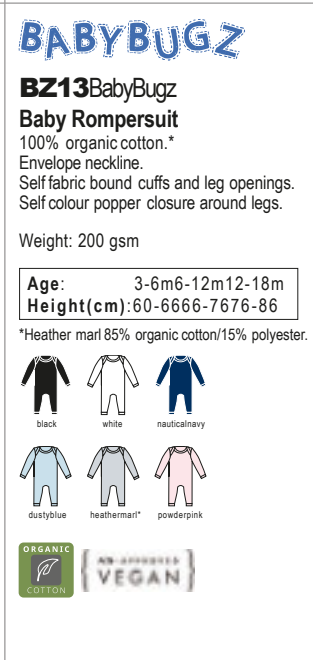 BABYBUGZ
BZ13BabyBugz
Baby Rompersuit
100% organic cotton.*
Envelope neckline.
Self fabric bound cuffs and leg openings.
Self colour popper closure around legs.
Weight: 200 gsm
Age: 3-6m6-12m12-18m
Height(cm):60-6666-7676-86
*Heather marl 85% organic cotton/15% polyester.
black white nauticalnavy
dustyblue heathermarl* powderpink
ORGANIC
COTTON
APPROVED
VEGAN